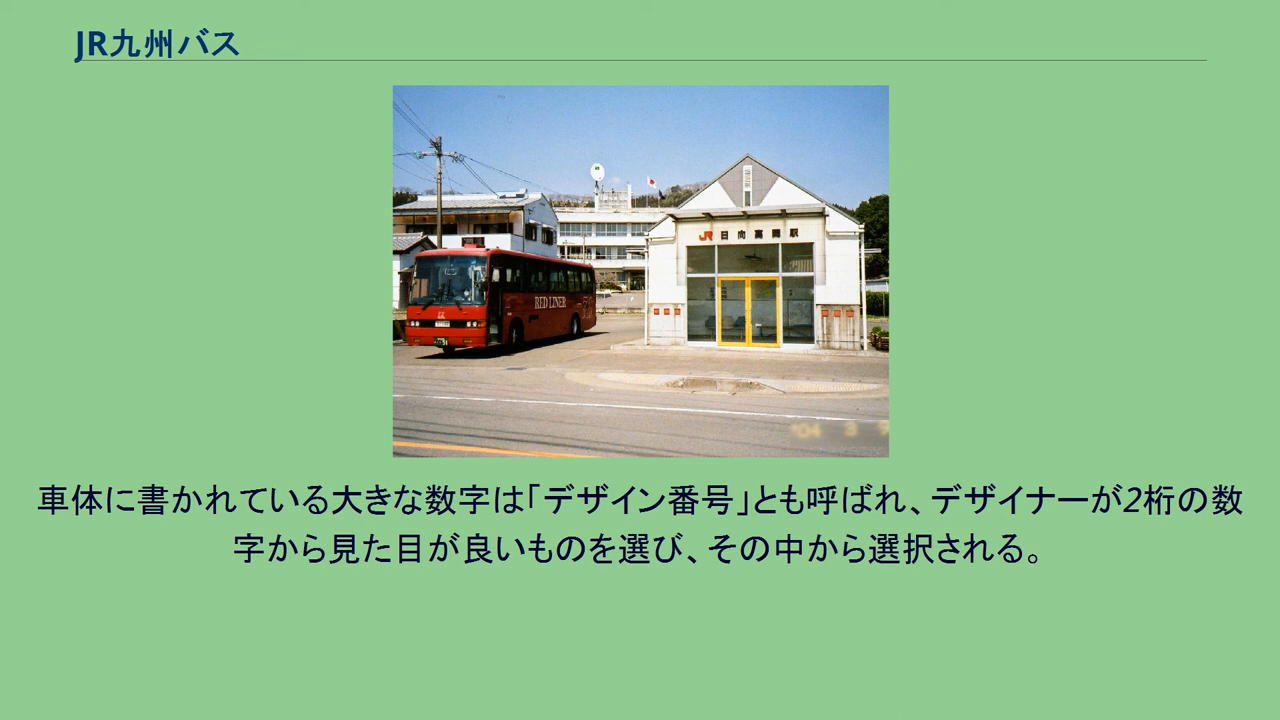 JR九州バス
JR 日向高岡駅
RED LINER
車体に書かれている大きな数字は「デザイン番号」とも呼ばれ、デザイナーが2桁の数
字から見た目が良いものを選び、その中から選択される。